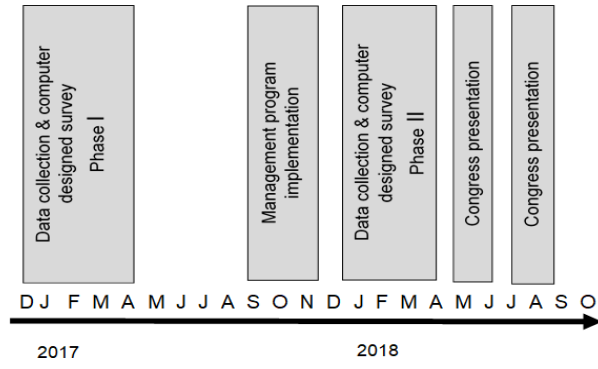 Data collection & computer
designed survey
Phase I
Management program
implementation
Data collection & computer
designed survey
Phase II
Congress presentation
Congress presentation
D J F M A M J J A S O N D J F M A M J J A S O
2017
2018